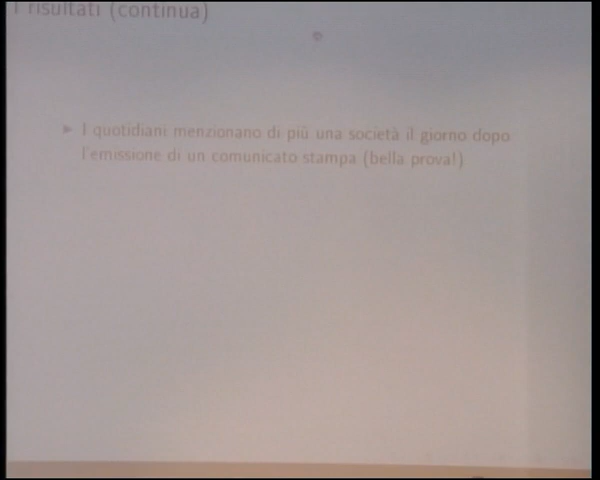 I risultati (continua)
I quotidiani menzionano di più una società il giorno dopo
l'emissione di un comunicato stampa (bella prova!)